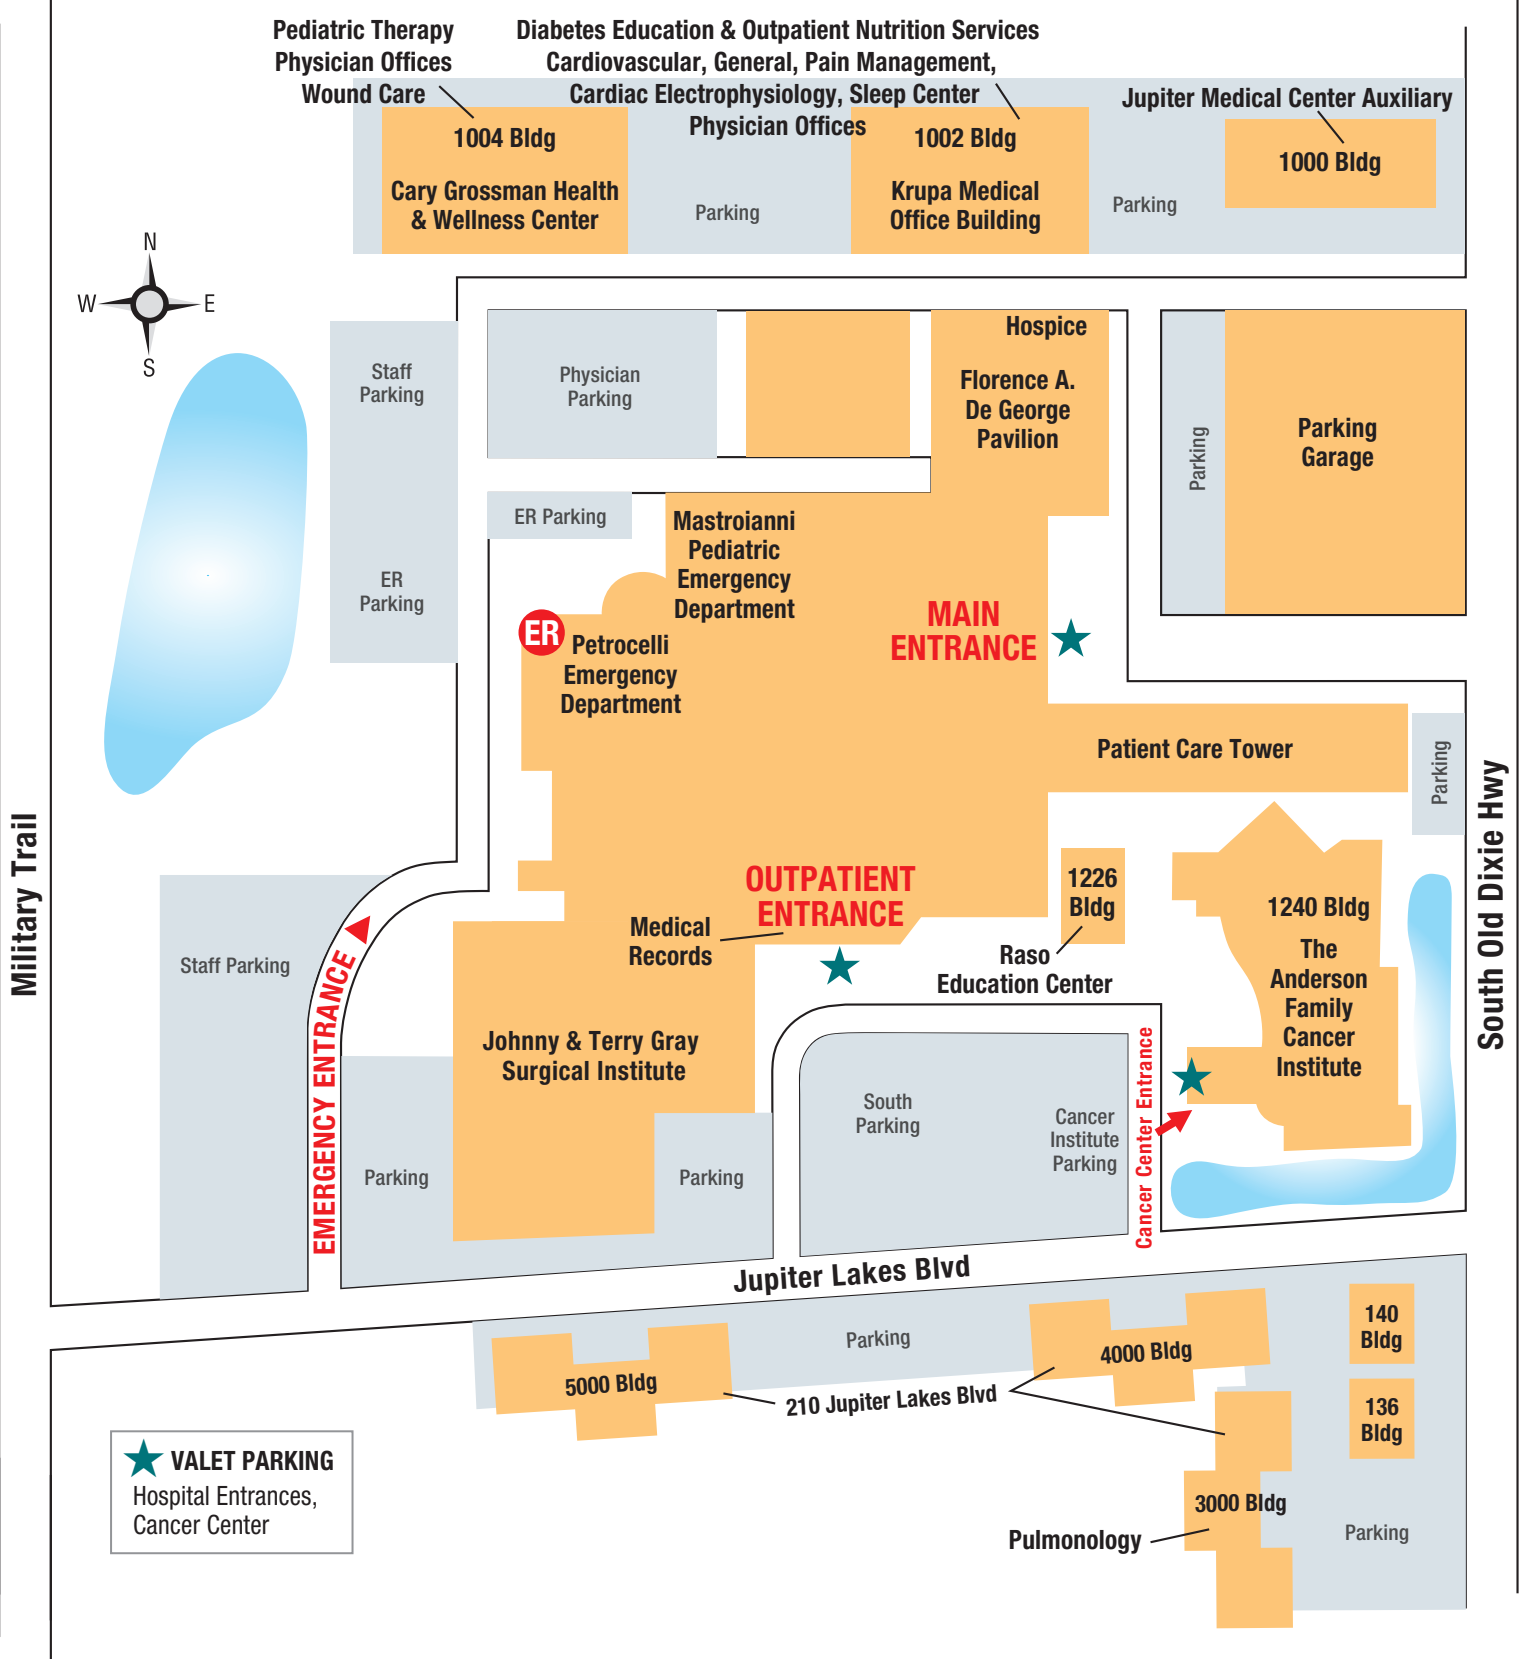 Pediatric Therapy
Physician Offices
Wound Care
Diabetes Education & Outpatient Nutrition Services
Cardiovascular, General, Pain Management,
Cardiac Electrophysiology, Sleep Center
Physician Offices
Jupiter Medical Center Auxiliary
1004 Bldg
Cary Grossman Health
& Wellness Center
Parking
1002 Bldg
Krupa Medical
Office Building
Parking
1000 Bldg
N
W
E
S
Staff
Parking
ER
Parking
Physician
Parking
Hospice
Florence A.
De George
Pavilion
Parking
Parking
Garage
ER Parking
Mastroianni
Pediatric
Emergency
Department
ER
Petrocelli
Emergency
Department
MAIN
ENTRANCE
Patient Care Tower
Parking
Military Trail
South Old Dixie Hwy
OUTPATIENT
ENTRANCE
Medical
Records
1226
Bldg
Raso
Education Center
1240 Bldg
The
Anderson
Family
Cancer
Institute
Staff Parking
EMERGENCY ENTRANCE
Johnny & Terry Gray
Surgical Institute
Parking
Parking
South
Parking
Cancer
Institute
Parking
Cancer Center Entrance
Jupiter Lakes Blvd
Parking
5000 Bldg
210 Jupiter Lakes Blvd
4000 Bldg
140
Bldg
136
Bldg
3000 Bldg
Pulmonology
Parking
VALET PARKING
Hospital Entrances,
Cancer Center